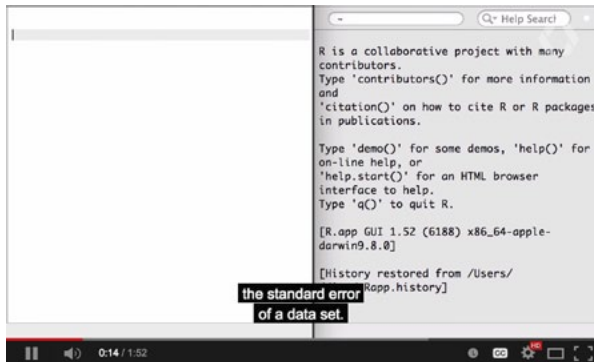 ~
Q Help Search
R is a collaborative project with many
contributors.
Type 'contributors()' for more information
and
'citation()' on how to cite R or R packages
in publications.
Type 'demo()' for some demos, 'help()' for
on-line help, or
'help.start()' for an HTML browser
interface to help.
Type 'q()' to quit R.
[R.app GUI 1.52 (6188) x86_64-apple-
darwin9.8.0]
[History restored from /Users/
Rapp.history]
the standard error
of a data set.
0:14 / 1:52
CC
HD